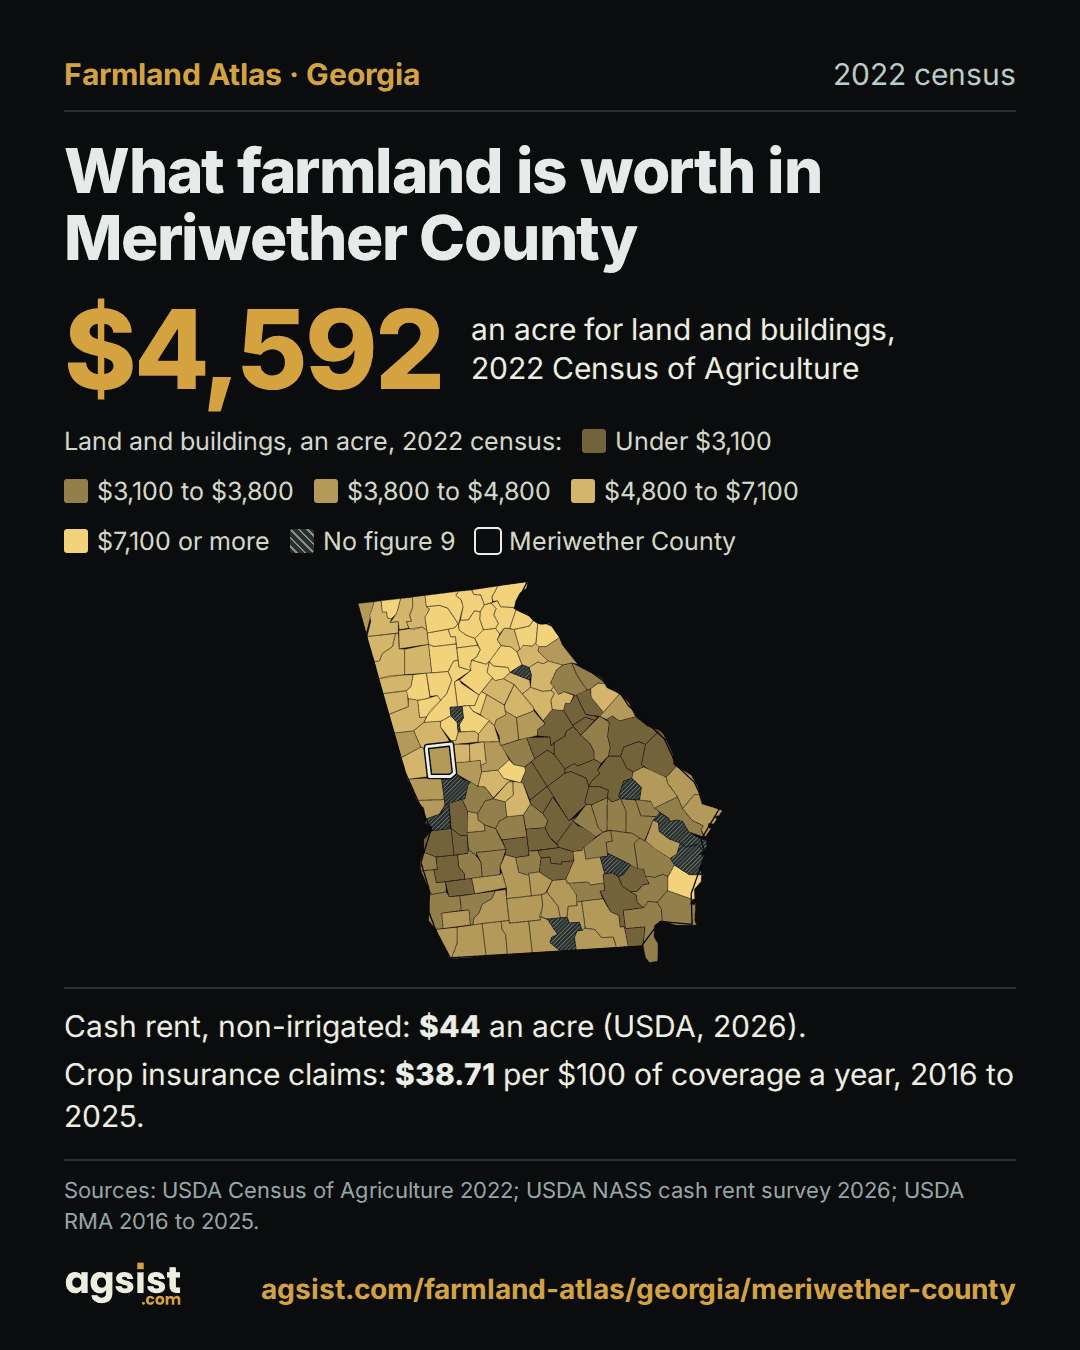 Farmland Atlas · Georgia
2022 census
What farmland is worth in
Meriwether County
$4,592
an acre for land and buildings,
2022 Census of Agriculture
Land and buildings, an acre, 2022 census: Under $3,100
$3,100 to $3,800 $3,800 to $4,800 $4,800 to $7,100
$7,100 or more No figure 9 Meriwether County
Cash rent, non-irrigated: $44 an acre (USDA, 2026).
Crop insurance claims: $38.71 per $100 of coverage a year, 2016 to
2025.
Sources: USDA Census of Agriculture 2022; USDA NASS cash rent survey 2026; USDA
RMA 2016 to 2025.
agsist
.com
agsist.com/farmland-atlas/georgia/meriwether-county